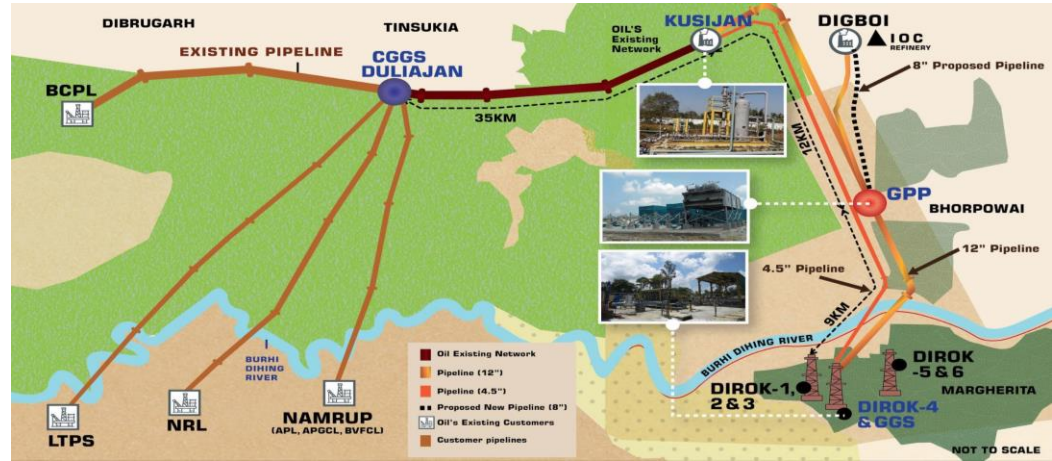 DIBRUGARH
TINSUKIA
KUSIJAN
DIGBOI
OIL'S
Existing
Network
IOC
REFINERY
EXISTING PIPELINE
CGGS
DULIAJAN
8" Proposed Pipeline
BCPL
35KM
12KM
GPP
BHORPOWAI
12" Pipeline
4.5" Pipeline
9KM
BURHI DIHING RIVER
BURHI
DIHING
RIVER
Oil Existing Network
Pipeline (12")
Pipeline (4.5")
Proposed New Pipeline (8")
Oil's Existing Customers
Customer pipelines
DIROK-1,
2 & 3
DIROK
-5 & 6
MARGHERITA
DIROK-4
& GGS
LTPS
NRL
NAMRUP
(APL, APGCL, BVFCL)
NOT TO SCALE